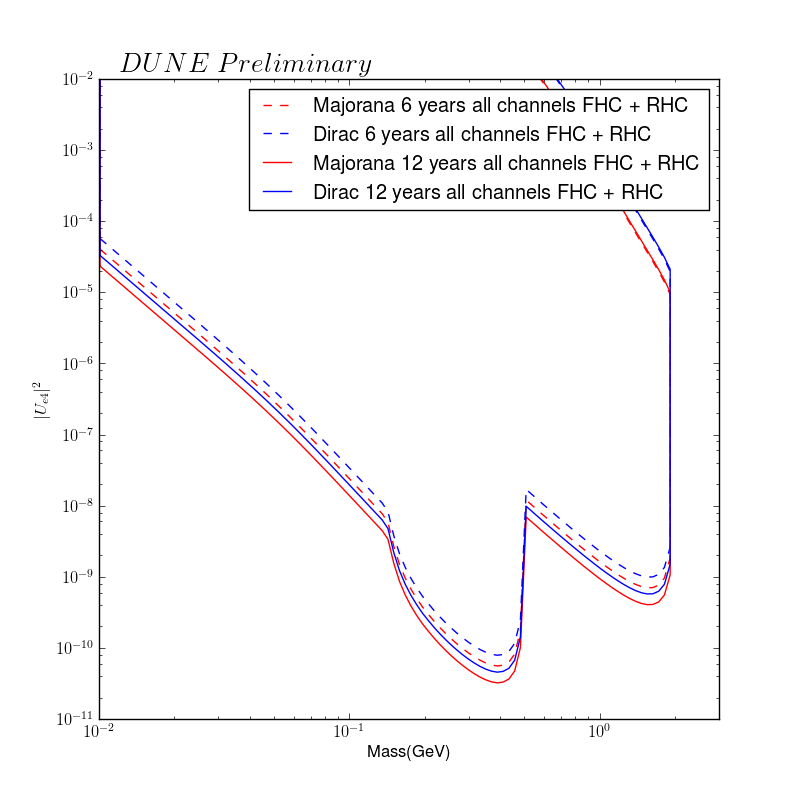 DUNE Preliminary
Majorana 6 years all channels FHC + RHC
Dirac 6 years all channels FHC + RHC
Majorana 12 years all channels FHC + RHC
Dirac 12 years all channels FHC + RHC
10⁻²
10⁻³
10⁻⁴
10⁻⁵
10⁻⁶
10⁻⁷
10⁻⁸
10⁻⁹
10⁻¹⁰
10⁻¹¹
|U_{e4}|²
10⁻² 10⁻¹ 10⁰
Mass(GeV)